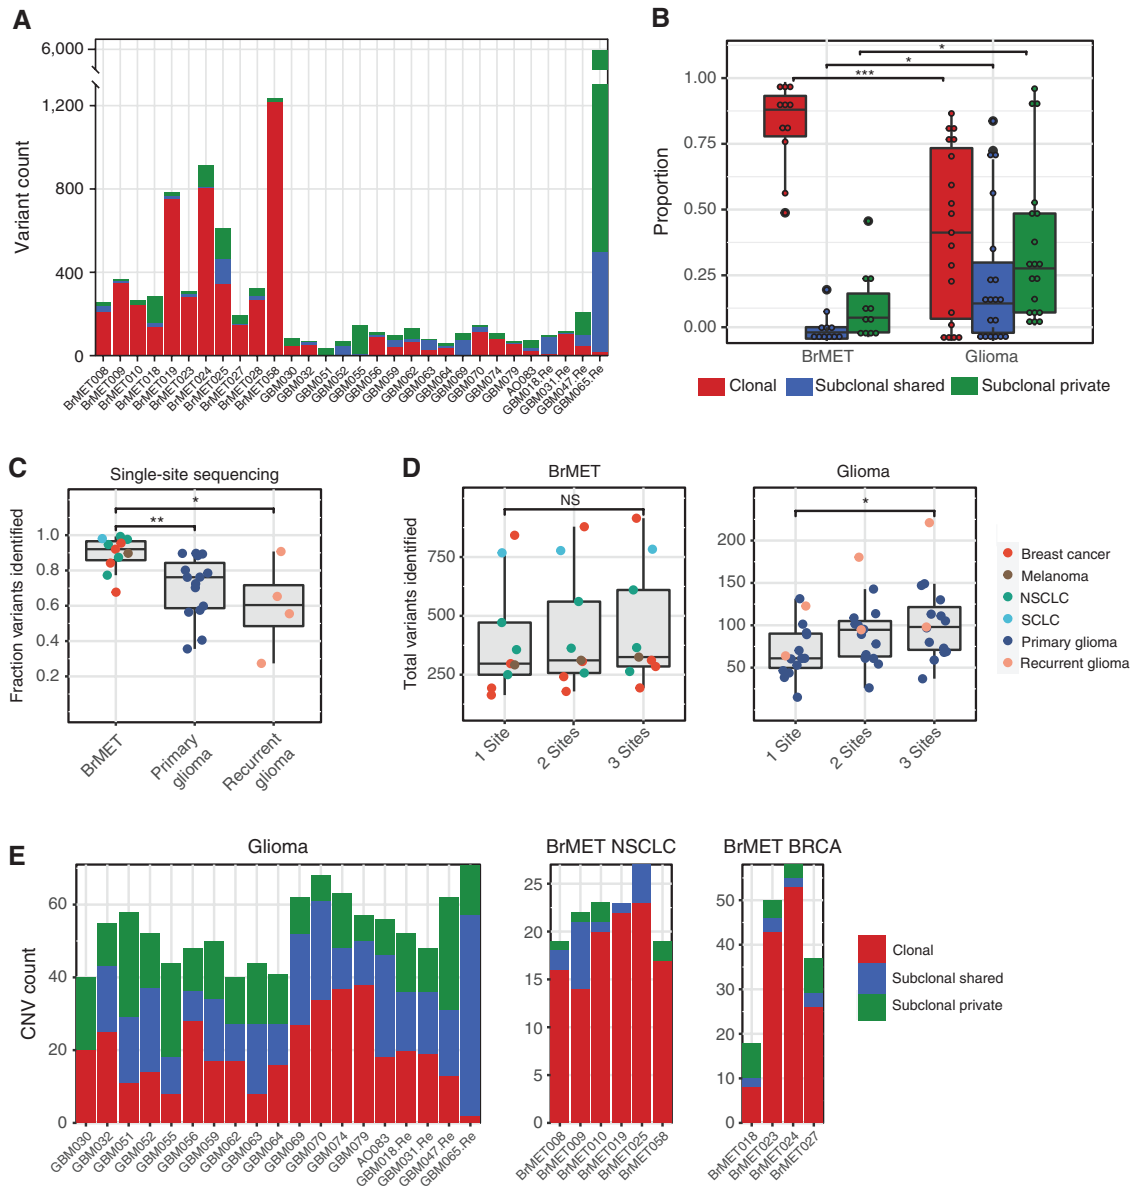 A
Variant count
6,000
1,200
800
400
0
BrMET008
BrMET009
BrMET010
BrMET018
BrMET019
BrMET023
BrMET024
BrMET025
BrMET027
BrMET028
BrMET058
GBM030
GBM032
GBM051
GBM052
GBM055
GBM056
GBM059
GBM062
GBM063
GBM064
GBM069
GBM070
GBM074
GBM079
AO083
GBM018.Re
GBM031.Re
GBM047.Re
GBM065.Re
B
Proportion
1.00
0.75
0.50
0.25
0.00
*
*
***
BrMET
Glioma
Clonal
Subclonal shared
Subclonal private
C
Single-site sequencing
Fraction variants identified
1.0
0.8
0.6
0.4
0.2
*
**
BrMET
Primary
glioma
Recurrent
glioma
D
BrMET
Total variants identified
750
500
250
NS
1 Site
2 Sites
3 Sites
Glioma
200
150
100
50
*
1 Site
2 Sites
3 Sites
Breast cancer
Melanoma
NSCLC
SCLC
Primary glioma
Recurrent glioma
E
Glioma
CNV count
60
40
20
0
GBM030
GBM032
GBM051
GBM052
GBM055
GBM056
GBM059
GBM062
GBM063
GBM064
GBM069
GBM070
GBM074
GBM079
AO083
GBM018.Re
GBM031.Re
GBM047.Re
GBM065.Re
BrMET NSCLC
25
20
15
10
5
0
BrMET008
BrMET009
BrMET010
BrMET019
BrMET025
BrMET058
BrMET BRCA
50
40
30
20
10
0
BrMET018
BrMET023
BrMET024
BrMET027
Clonal
Subclonal shared
Subclonal private